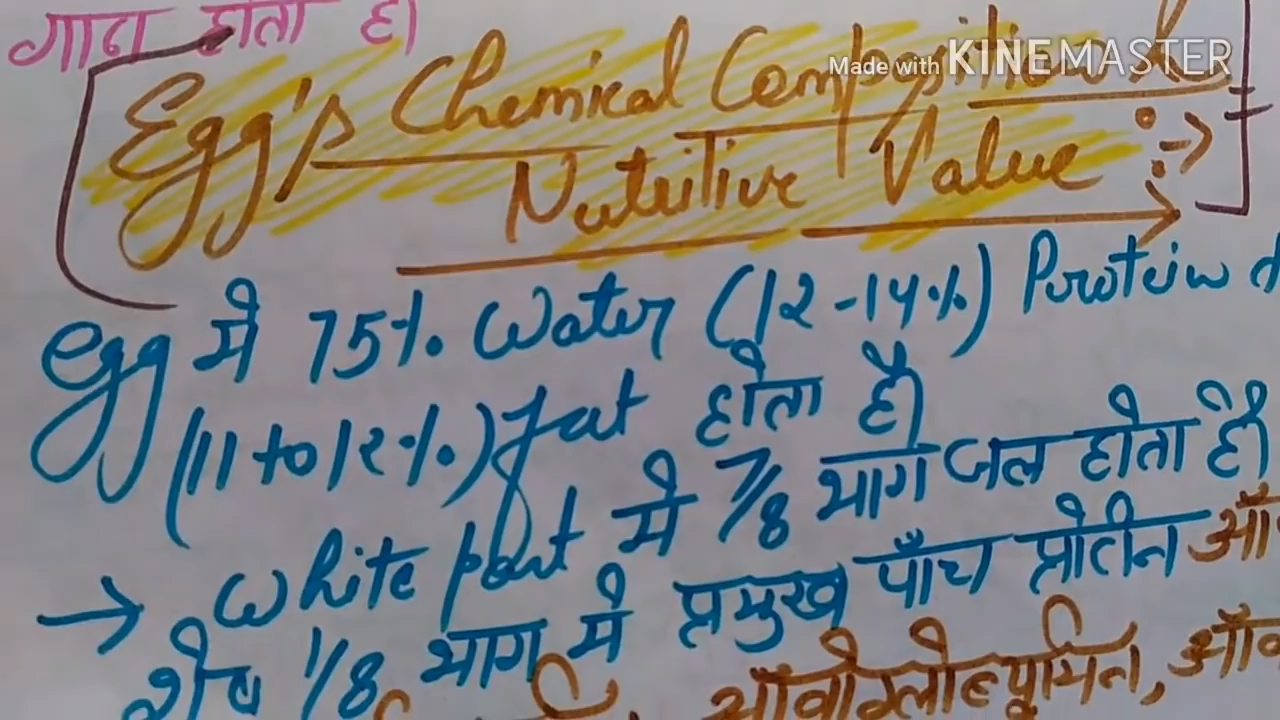 होता है।
Made with KINEMASTER
Egg's Chemical Composition &
Nutritive Value :→
egg में 75%. Water (12-14%) Protein
(11 to 12%.) fat होता है।
→ White part में 7/8 भाग जल होता है।
शेष 1/8 भाग में प्रमुख पाँच प्रोटीन